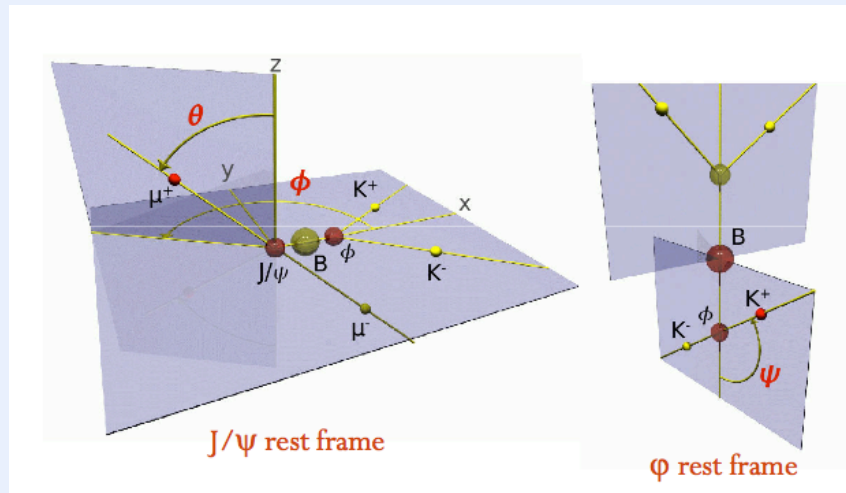 z
θ
y
μ+
ϕ
K+
x
J/ψ
B
ϕ
K-
μ-
J/ψ rest frame
B
K+
ϕ
K-
ψ
φ rest frame